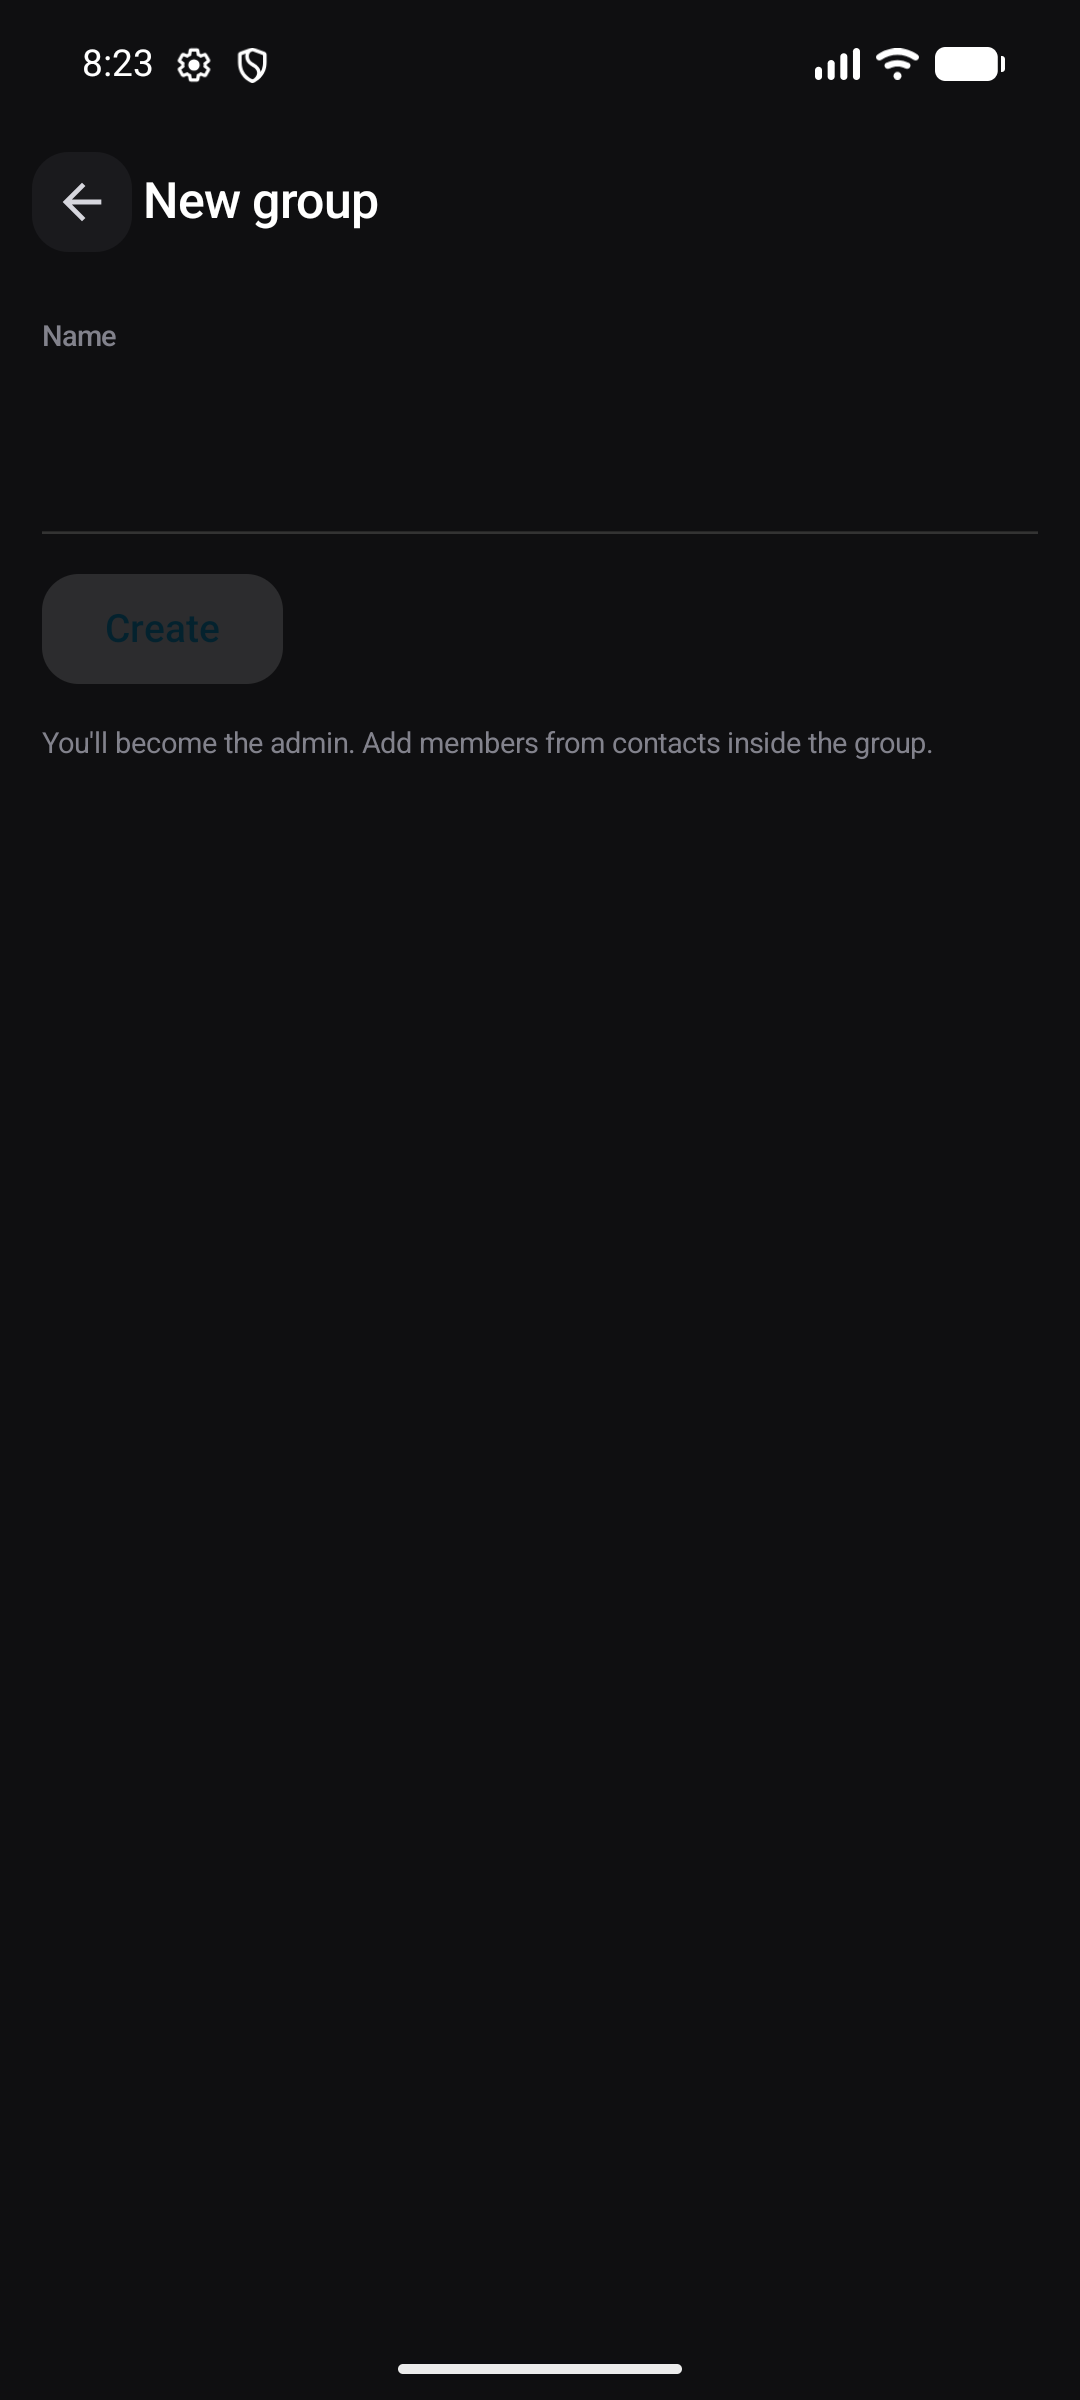 8:23
New group
Name
Create
You'll become the admin. Add members from contacts inside the group.